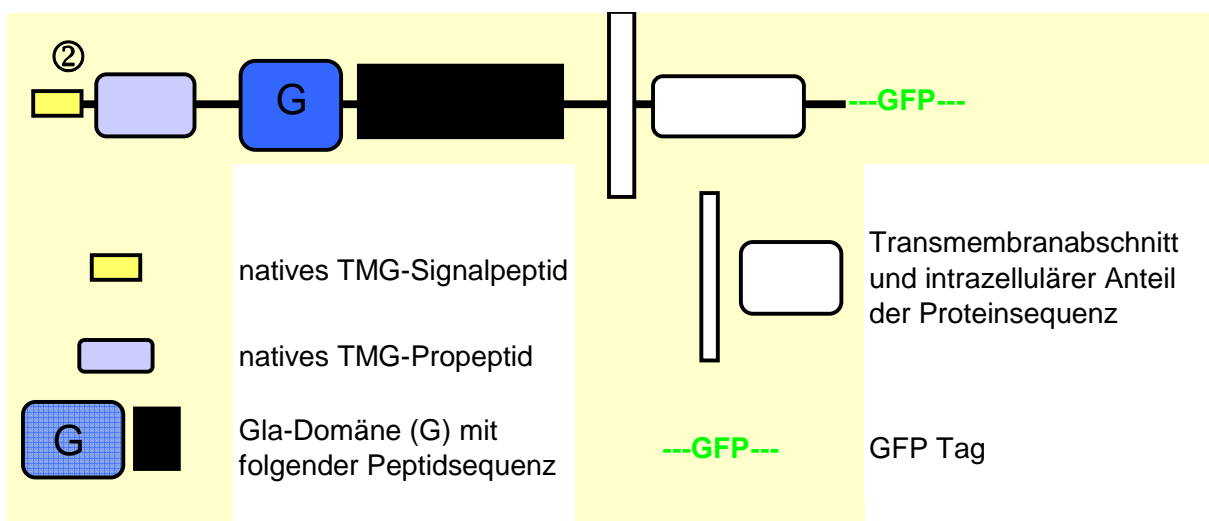 ②
G
---GFP---
natives TMG-Signalpeptid
natives TMG-Propeptid
G
Gla-Domäne (G) mit
folgender Peptidsequenz
Transmembranabschnitt
und intrazellulärer Anteil
der Proteinsequenz
---GFP---
GFP Tag